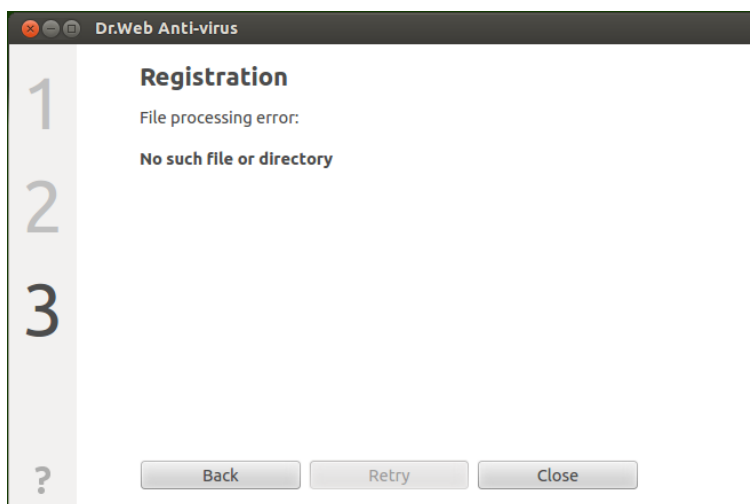 Dr.Web Anti-virus
1
Registration
File processing error:
No such file or directory
2
3
?
Back
Retry
Close